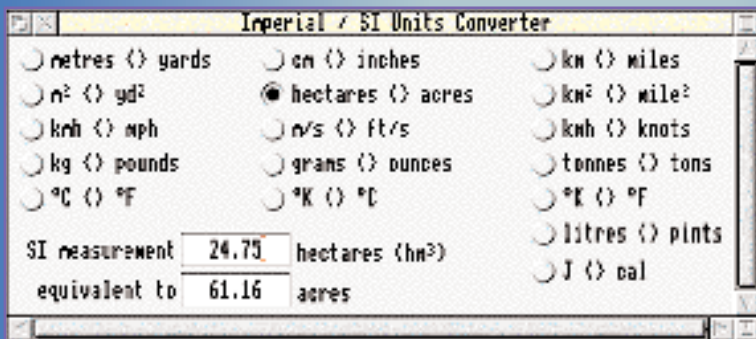 Imperial / SI Units Converter
metres <> yards
cm <> inches
km <> miles
m² <> yd²
hectares <> acres
km² <> mile²
kmh <> mph
m/s <> ft/s
kmh <> knots
kg <> pounds
grams <> ounces
tonnes <> tons
°C <> °F
°K <> °C
°K <> °F
litres <> pints
J <> cal
SI measurement 24.75 hectares (hm³)
equivalent to 61.16 acres